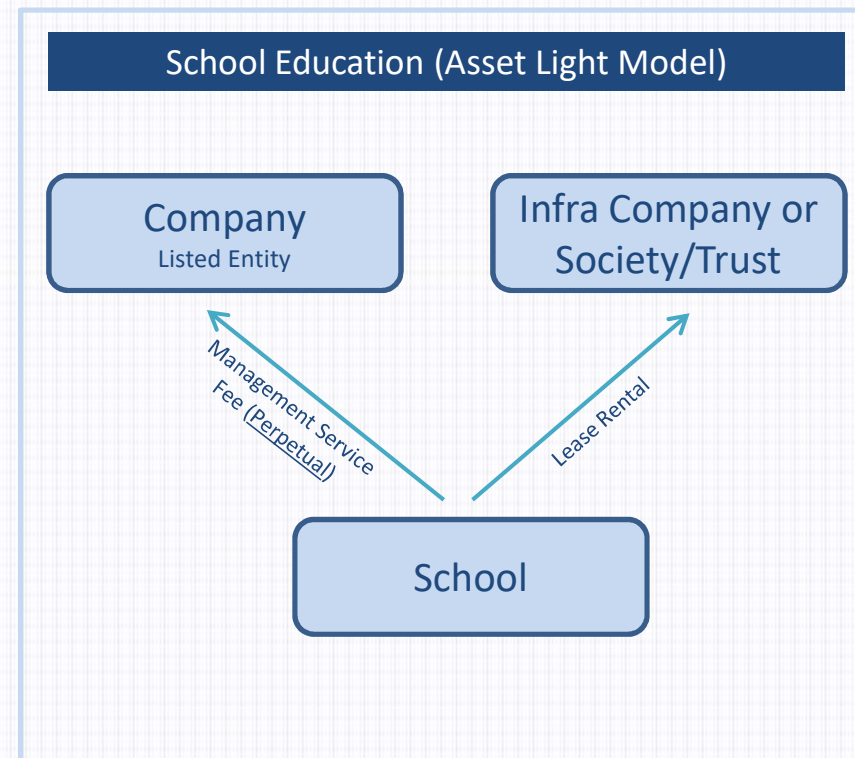 School Education (Asset Light Model)
Company
Listed Entity
Infra Company or
Society/Trust
Management Service
Fee (Perpetual)
Lease Rental
School